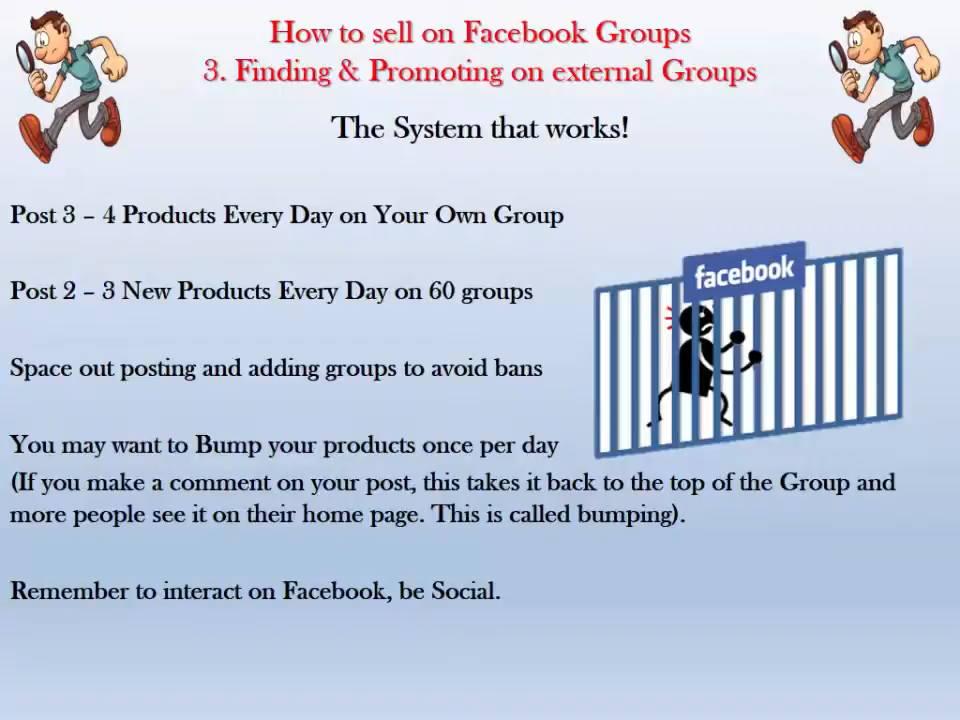 How to sell on Facebook Groups
3. Finding & Promoting on external Groups
The System that works!
Post 3 – 4 Products Every Day on Your Own Group
facebook
Post 2 – 3 New Products Every Day on 60 groups
Space out posting and adding groups to avoid bans
You may want to Bump your products once per day
(If you make a comment on your post, this takes it back to the top of the Group and
more people see it on their home page. This is called bumping).
Remember to interact on Facebook, be Social.